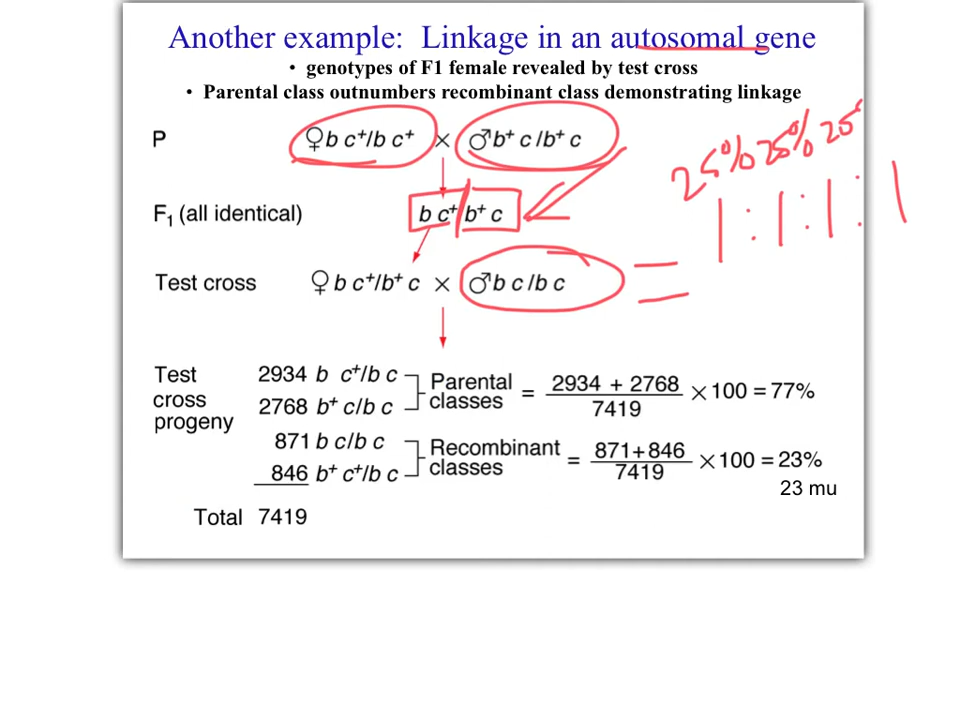 Another example: Linkage in an autosomal gene
• genotypes of F1 female revealed by test cross
• Parental class outnumbers recombinant class demonstrating linkage
P ♀b c⁺/b c⁺ × ♂b⁺ c /b⁺ c
25% 25% 25
F₁ (all identical) b c⁺/b⁺ c
1:1:1:1
Test cross ♀ b c⁺/b⁺ c × ♂b c /b c
=
Test cross progeny
2934 b c⁺/b c
2768 b⁺ c/b c
Parental classes = 2934 + 2768 / 7419 × 100 = 77%
871 b c/b c
846 b⁺ c⁺/b c
Recombinant classes = 871+846 / 7419 × 100 = 23%
23 mu
Total 7419